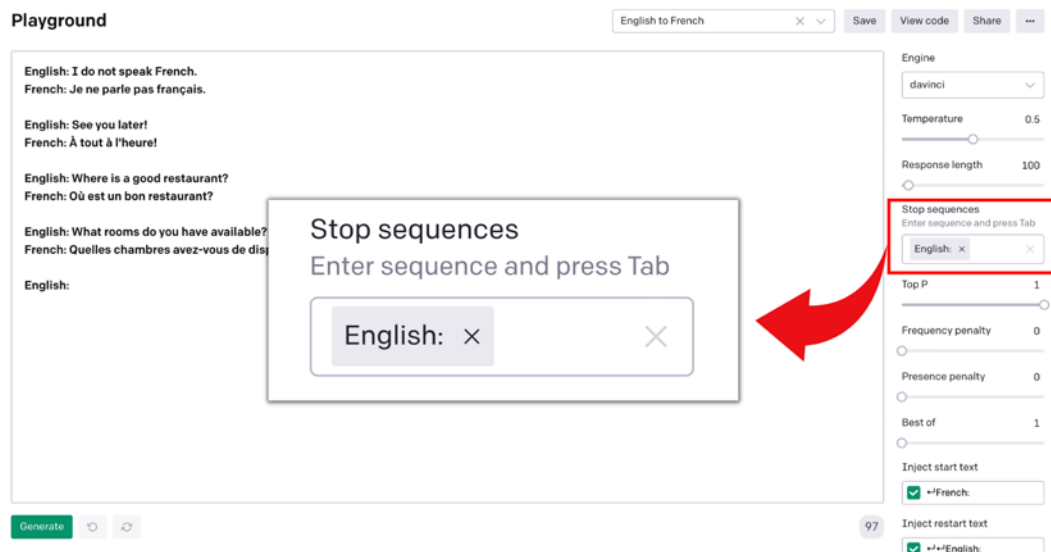 Playground
English to French
Save
View code
Share
English: I do not speak French.
French: Je ne parle pas français.
English: See you later!
French: À tout à l'heure!
English: Where is a good restaurant?
French: Où est un bon restaurant?
English: What rooms do you have available?
French: Quelles chambres avez-vous de
English:
Stop sequences
Enter sequence and press Tab
English: ×
Generate
97
Engine
davinci
Temperature 0.5
Response length 100
Stop sequences
Enter sequence and press Tab
English: ×
Top P 1
Frequency penalty 0
Presence penalty 0
Best of 1
Inject start text
↵French:
Inject restart text
↵↵English: